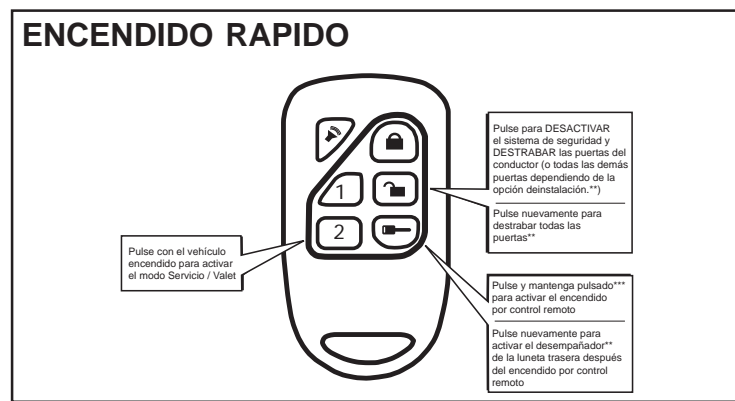 ENCENDIDO RAPIDO
Pulse para DESACTIVAR
el sistema de seguridad y
DESTRABAR las puertas del
conductor (o todas las demás
puertas dependiendo de la
opción deinstalación.**)
Pulse nuevamente para
destrabar todas las
puertas**
1
2
Pulse con el vehículo
encendido para activar
el modo Servicio / Valet
Pulse y mantenga pulsado***
para activar el encendido
por control remoto
Pulse nuevamente para
activar el desempañador**
de la luneta trasera después
del encendido por control
remoto